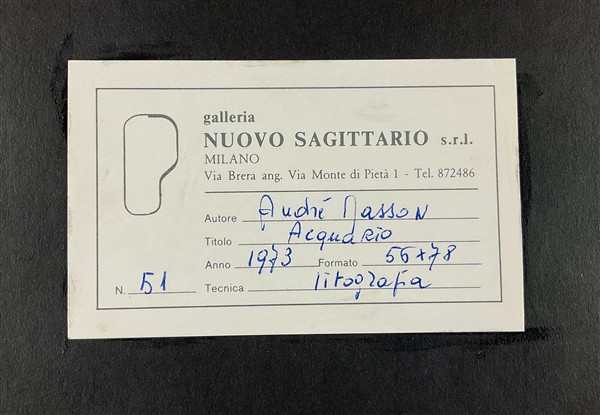 galleria
NUOVO SAGITTARIO s.r.l.
MILANO
Via Brera ang. Via Monte di Pietà 1 - Tel. 872486
Autore André Masson
Titolo Acquario
Anno 1973 Formato 56x78
N. 51 Tecnica litografia